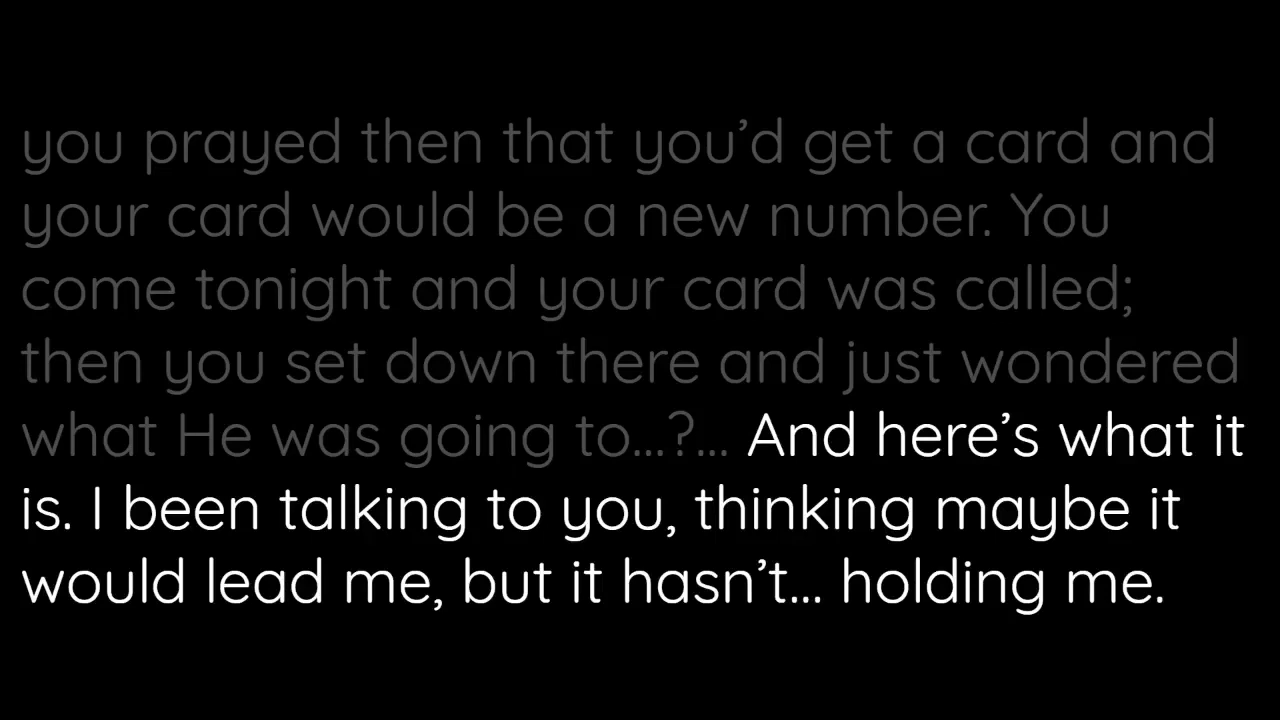 you prayed then that you’d get a card and
your card would be a new number. You
come tonight and your card was called;
then you set down there and just wondered
what He was going to...?... And here’s what it
is. I been talking to you, thinking maybe it
would lead me, but it hasn’t... holding me.